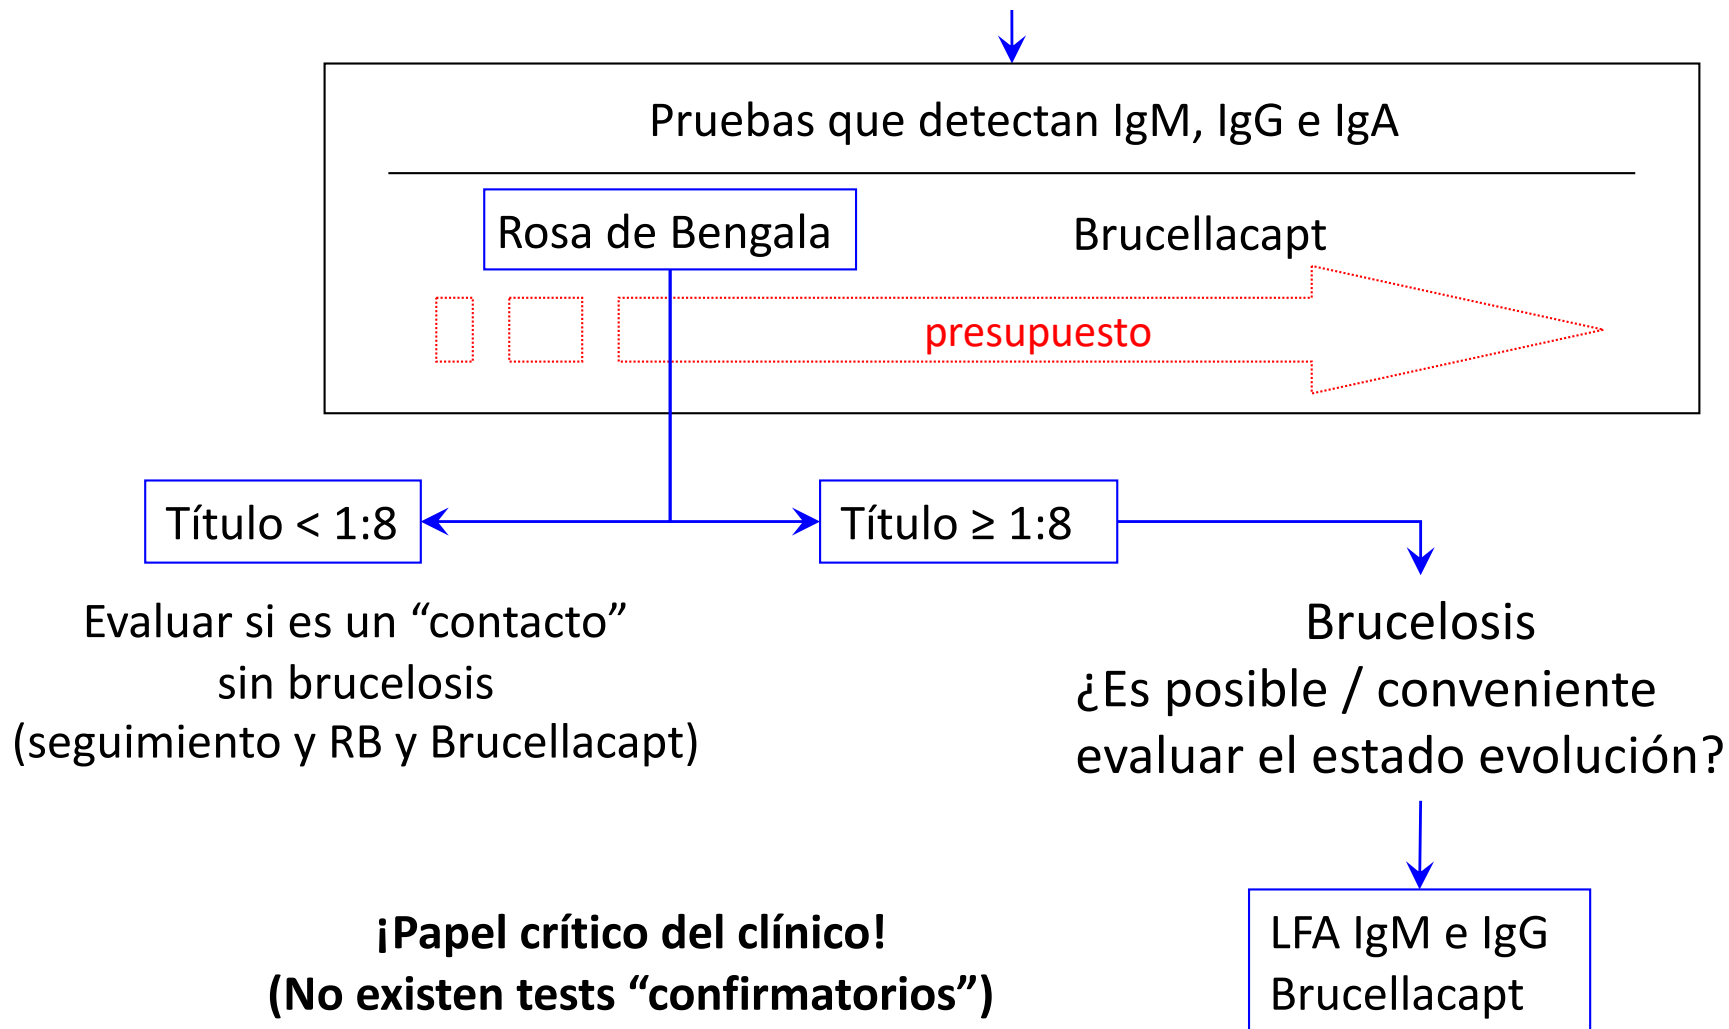 Pruebas que detectan IgM, IgG e IgA
Rosa de Bengala
Brucellacapt
presupuesto
Título < 1:8
Título ≥ 1:8
Evaluar si es un “contacto”
sin brucelosis
(seguimiento y RB y Brucellacapt)
Brucelosis
¿Es posible / conveniente
evaluar el estado evolución?
¡Papel crítico del clínico!
(No existen tests “confirmatorios”)
LFA IgM e IgG
Brucellacapt